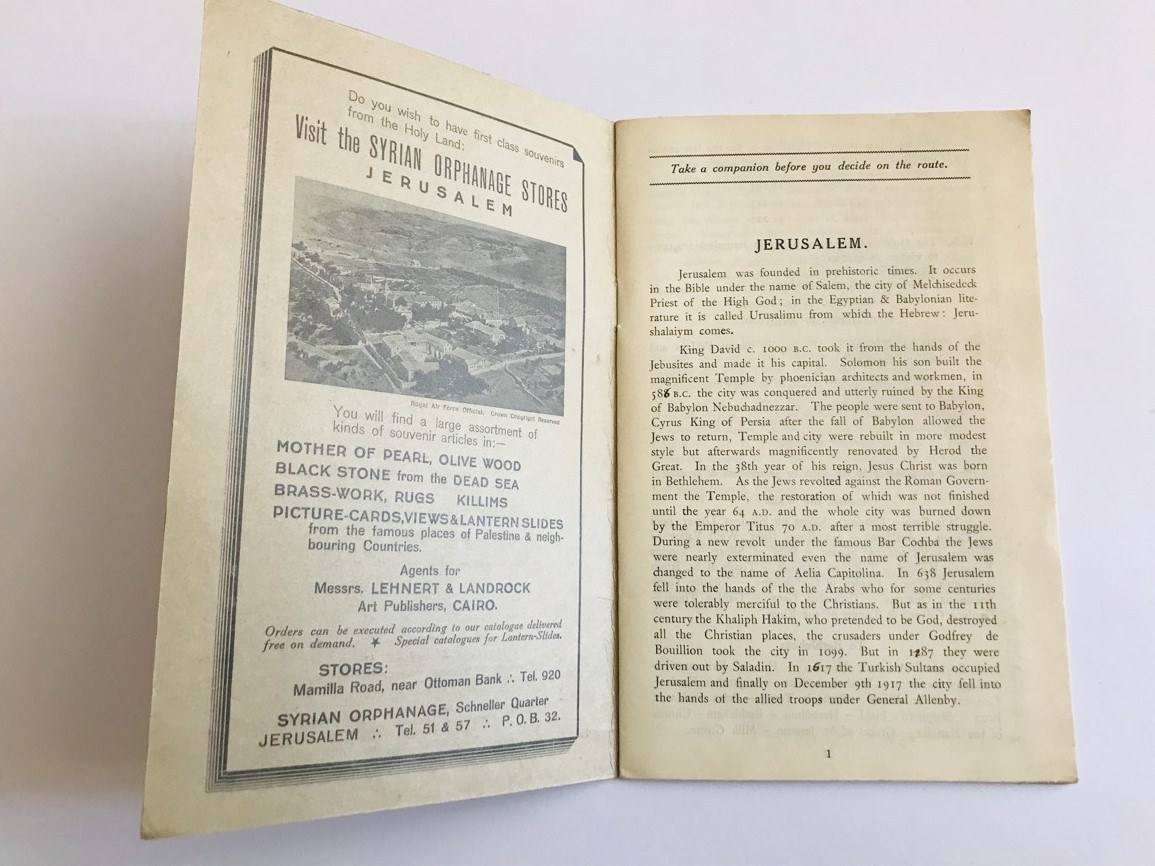 Do you wish to have first class souvenirs
from the Holy Land:
Visit the SYRIAN ORPHANAGE STORES
JERUSALEM
Royal Air Force Official. Crown Copyright Reserved
You will find a large assortment of
kinds of souvenir articles in:—
MOTHER OF PEARL, OLIVE WOOD
BLACK STONE from the DEAD SEA
BRASS-WORK, RUGS KILLIMS
PICTURE-CARDS, VIEWS & LANTERN SLIDES
from the famous places of Palestine & neigh-
bouring Countries.
Agents for
Messrs. LEHNERT & LANDROCK
Art Publishers, CAIRO.
Orders can be executed according to our catalogue delivered
free on demand. ★ Special catalogues for Lantern-Slides.
STORES:
Mamilla Road, near Ottoman Bank ∴ Tel. 920
SYRIAN ORPHANAGE, Schneller Quarter
JERUSALEM ∴ Tel. 51 & 57 ∴ P. O. B. 32.
Take a companion before you decide on the route.
JERUSALEM.
Jerusalem was founded in prehistoric times. It occurs
in the Bible under the name of Salem, the city of Melchisedeck
Priest of the High God; in the Egyptian & Babylonian lite-
rature it is called Urusalimu from which the Hebrew: Jeru-
shalaiym comes.
King David c. 1000 B.C. took it from the hands of the
Jebusites and made it his capital. Solomon his son built the
magnificent Temple by phoenician architects and workmen, in
586 B.C. the city was conquered and utterly ruined by the King
of Babylon Nebuchadnezzar. The people were sent to Babylon,
Cyrus King of Persia after the fall of Babylon allowed the
Jews to return, Temple and city were rebuilt in more modest
style but afterwards magnificently renovated by Herod the
Great. In the 38th year of his reign, Jesus Christ was born
in Bethlehem. As the Jews revolted against the Roman Govern-
ment the Temple, the restoration of which was not finished
until the year 64 A.D. and the whole city was burned down
by the Emperor Titus 70 A.D. after a most terrible struggle.
During a new revolt under the famous Bar Cochba the Jews
were nearly exterminated even the name of Jerusalem was
changed to the name of Aelia Capitolina. In 638 Jerusalem
fell into the hands of the the Arabs who for some centuries
were tolerably merciful to the Christians. But as in the 11th
century the Khaliph Hakim, who pretended to be God, destroyed
all the Christian places, the crusaders under Godfrey de
Bouillion took the city in 1099. But in 1287 they were
driven out by Saladin. In 1617 the Turkish Sultans occupied
Jerusalem and finally on December 9th 1917 the city fell into
the hands of the allied troops under General Allenby.
1